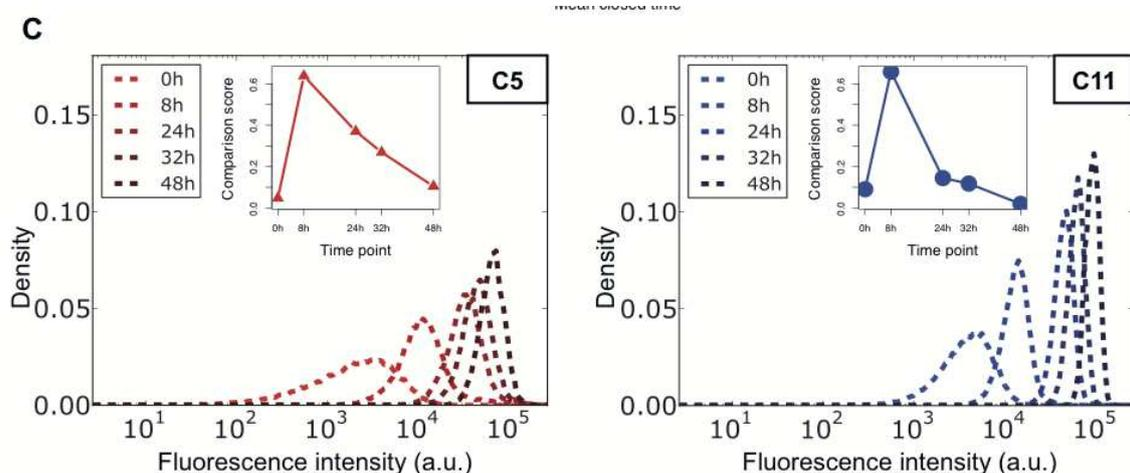 Mean closed time
C
C5
0h
8h
24h
32h
48h
Comparison score
0.6
0.4
0.2
0.0
0h 8h 24h 32h 48h
Time point
Density
0.15
0.10
0.05
0.00
10^1 10^2 10^3 10^4 10^5
Fluorescence intensity (a.u.)
C11
0h
8h
24h
32h
48h
Comparison score
0.6
0.4
0.2
0.0
0h 8h 24h 32h 48h
Time point
Density
0.15
0.10
0.05
0.00
10^1 10^2 10^3 10^4 10^5
Fluorescence intensity (a.u.)